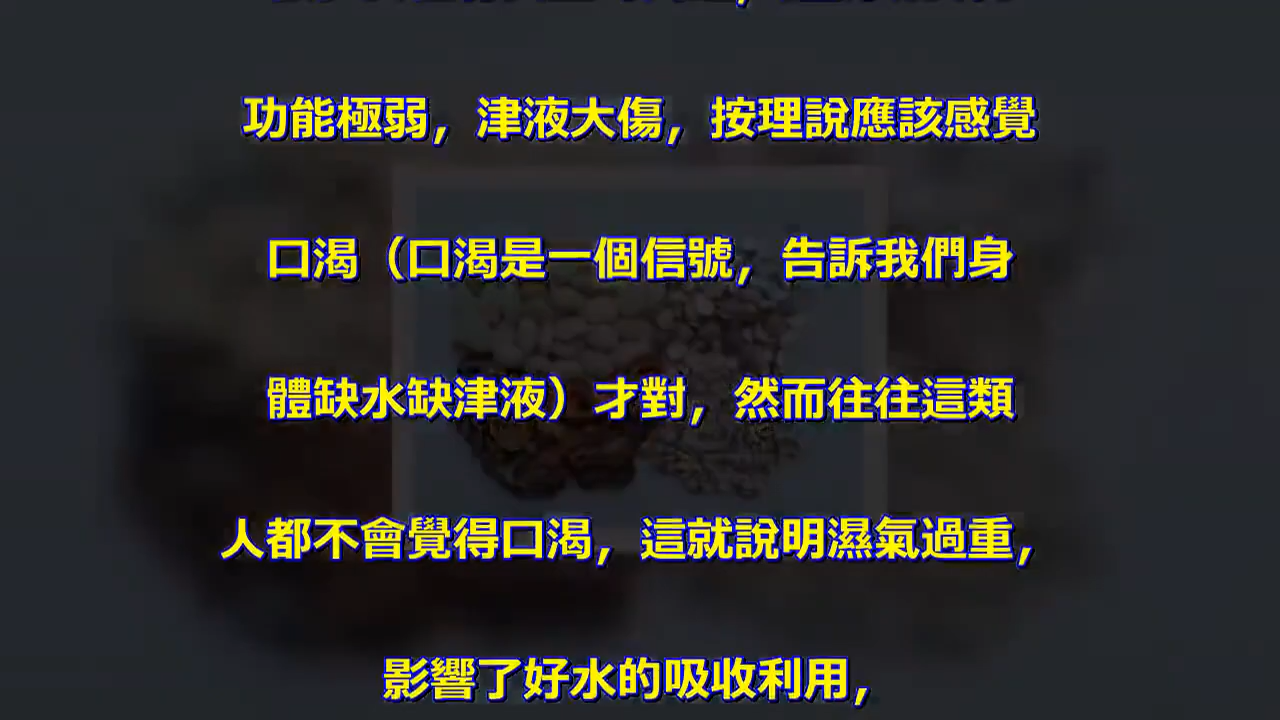 功能極弱，津液大傷，按理說應該感覺
口渴（口渴是一個信號，告訴我們身
體缺水缺津液）才對，然而往往這類
人都不會覺得口渴，這就說明濕氣過重，
影響了好水的吸收利用，